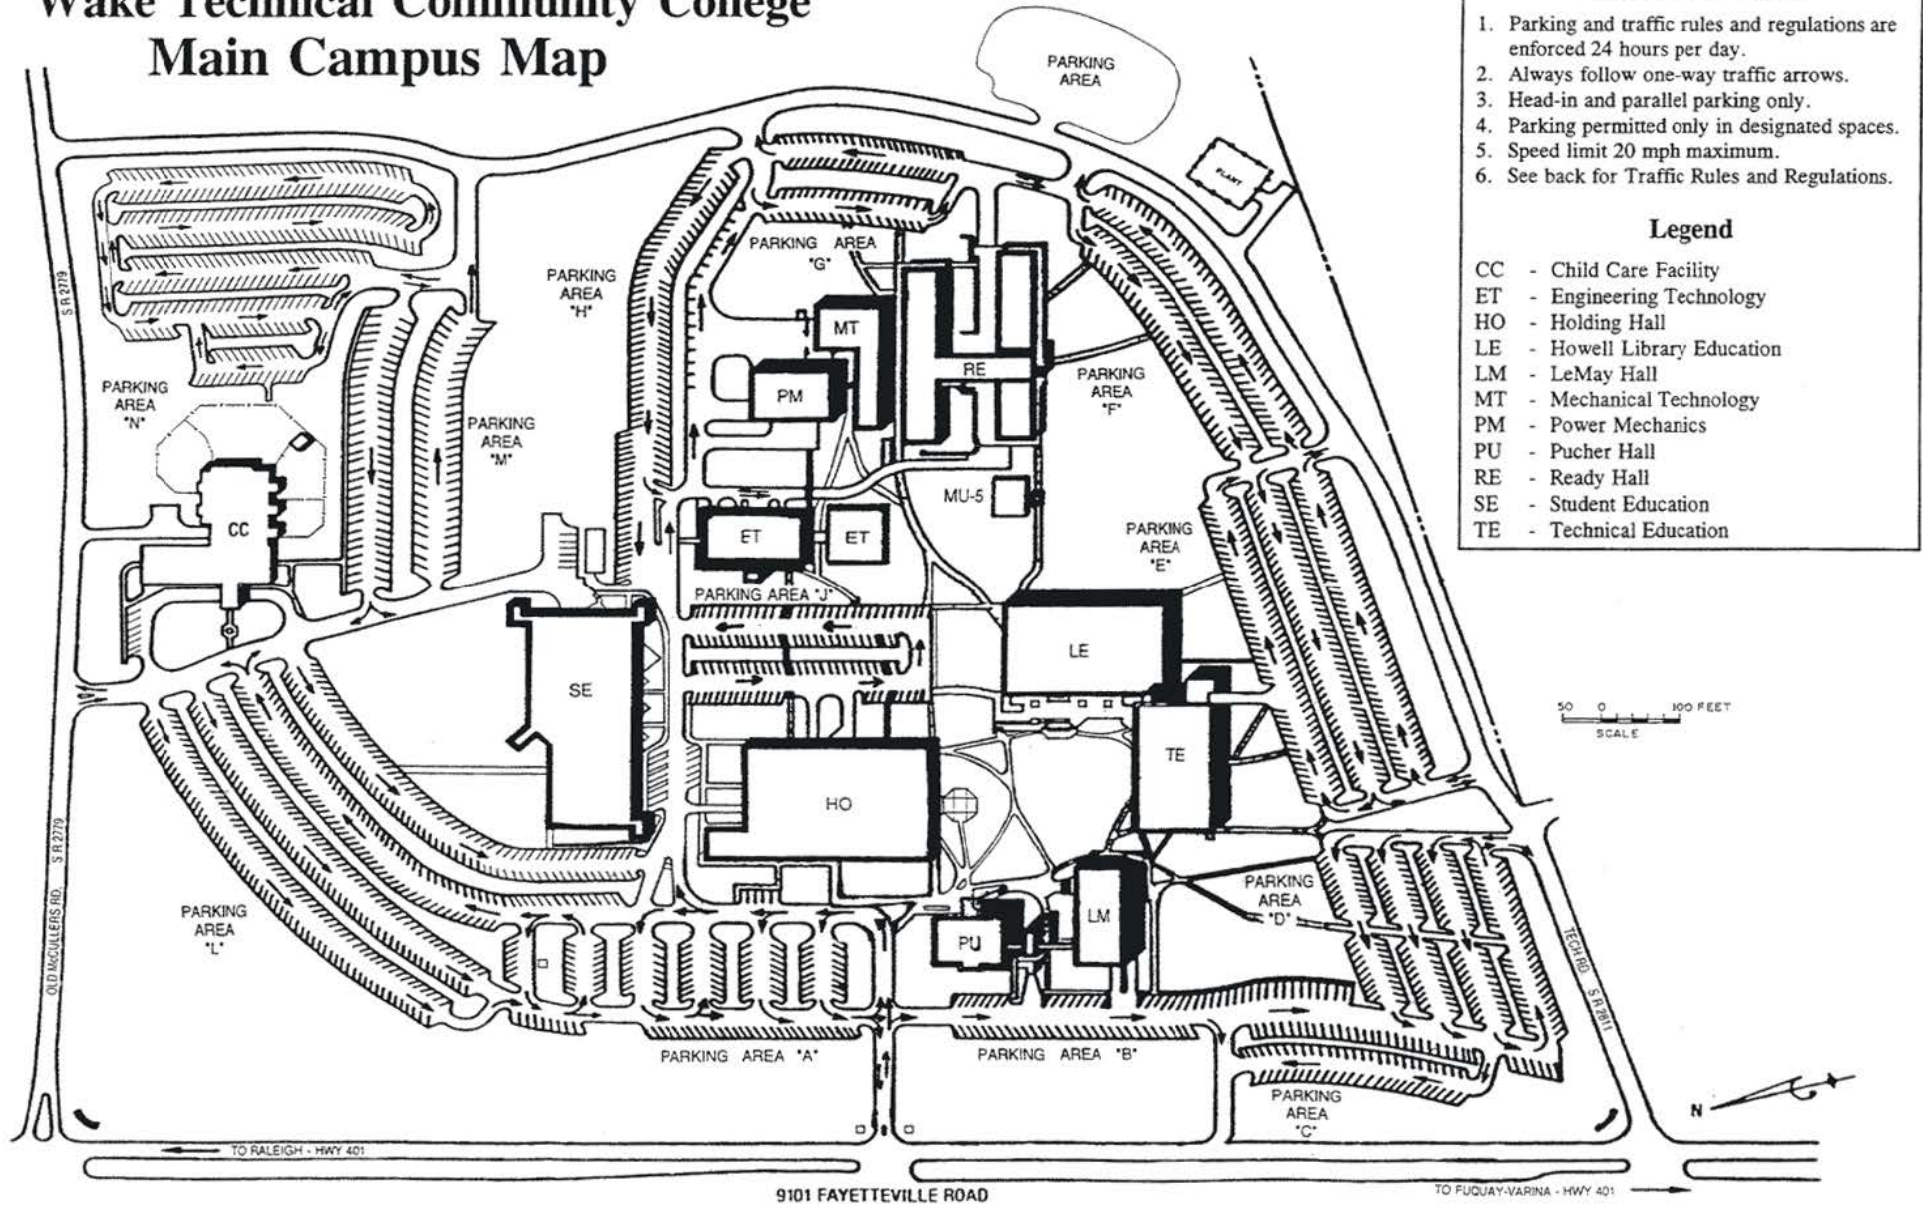 Wake Technical Community College
Main Campus Map
1. Parking and traffic rules and regulations are
enforced 24 hours per day.
2. Always follow one-way traffic arrows.
3. Head-in and parallel parking only.
4. Parking permitted only in designated spaces.
5. Speed limit 20 mph maximum.
6. See back for Traffic Rules and Regulations.
Legend
CC - Child Care Facility
ET - Engineering Technology
HO - Holding Hall
LE - Howell Library Education
LM - LeMay Hall
MT - Mechanical Technology
PM - Power Mechanics
PU - Pucher Hall
RE - Ready Hall
SE - Student Education
TE - Technical Education
PARKING
AREA
PLANT
PARKING AREA
"G"
PARKING
AREA
"H"
S R 2779
MT
RE
PM
PARKING
AREA
"F"
PARKING
AREA
"N"
PARKING
AREA
"M"
MU-5
CC
ET
ET
PARKING
AREA
"E"
PARKING AREA "J"
LE
SE
50 0 100 FEET
SCALE
TE
HO
OLD McCULLERS RD. S R 2779
PARKING
AREA
"L"
PARKING
AREA
"D"
LM
PU
TECH RD. S R 2811
PARKING AREA "A"
PARKING AREA "B"
PARKING
AREA
"C"
N
TO RALEIGH - HWY 401
9101 FAYETTEVILLE ROAD
TO FUQUAY-VARINA - HWY 401